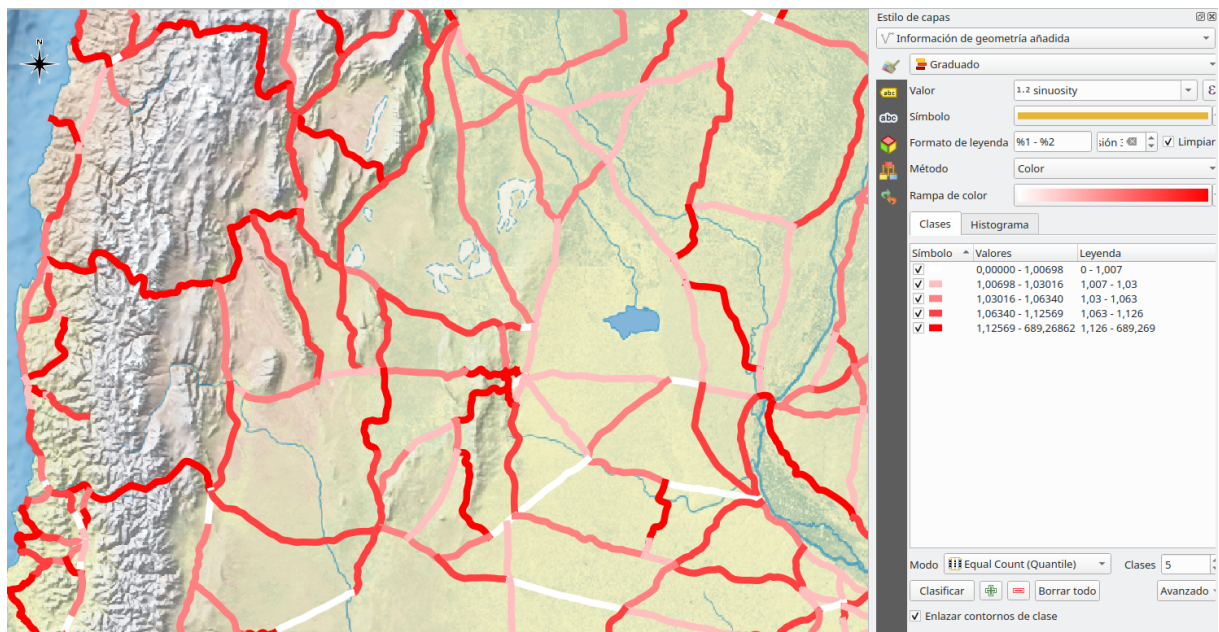 N
Estilo de capas
Información de geometría añadida
Graduado
abc
Valor
1.2 sinuosity
ε
abc
Símbolo
Formato de leyenda %1 - %2 sión : Limpiar
Método
Color
Rampa de color
Clases Histograma
Símbolo Valores Leyenda
0,00000 - 1,00698 0 - 1,007
1,00698 - 1,03016 1,007 - 1,03
1,03016 - 1,06340 1,03 - 1,063
1,06340 - 1,12569 1,063 - 1,126
1,12569 - 689,26862 1,126 - 689,269
Modo Equal Count (Quantile) Clases 5
Clasificar Borrar todo Avanzado
Enlazar contornos de clase